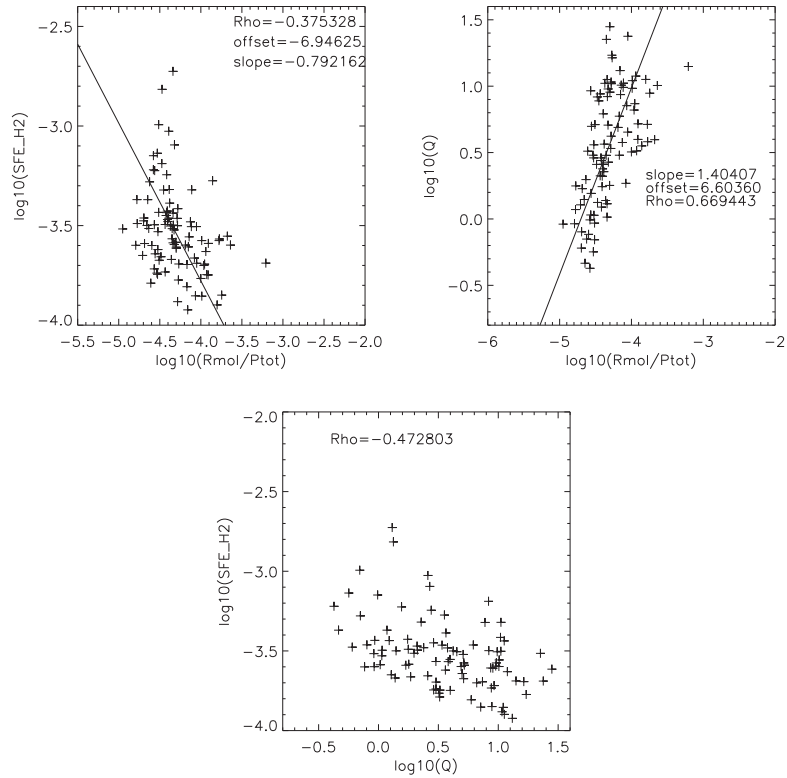 Rho=−0.375328
offset=−6.94625
slope=−0.792162
−2.5
−3.0
−3.5
−4.0
log10(SFE_H2)
−5.5 −5.0 −4.5 −4.0 −3.5 −3.0 −2.5 −2.0
log10(Rmol/Ptot)
1.5
1.0
0.5
0.0
−0.5
log10(Q)
slope=1.40407
offset=6.60360
Rho=0.669443
−6 −5 −4 −3 −2
log10(Rmol/Ptot)
Rho=−0.472803
−2.0
−2.5
−3.0
−3.5
−4.0
log10(SFE_H2)
−0.5 0.0 0.5 1.0 1.5
log10(Q)